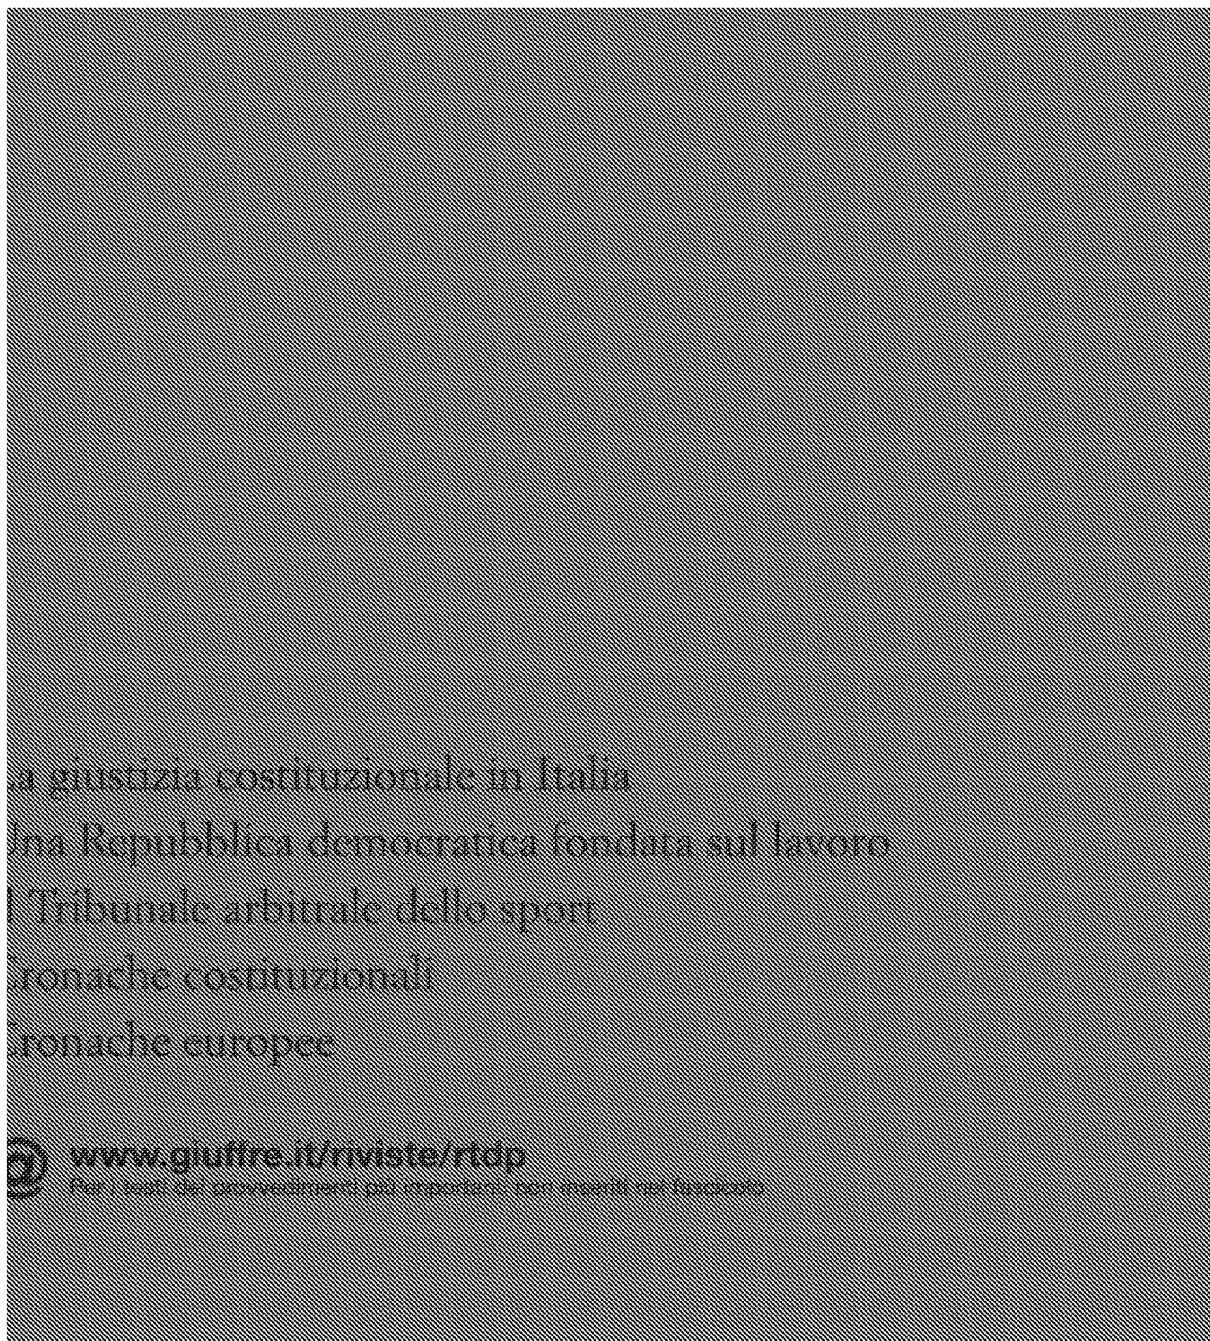 a giustizia costituzionale in Italia
na Repubblica democratica fondata sul lavoro
l Tribunale arbitrale dello sport
ronache costituzionali
ronache europee
@ www.giuffre.it/riviste/rtdp
Per i testi dei provvedimenti più importanti non inseriti nel fascicolo